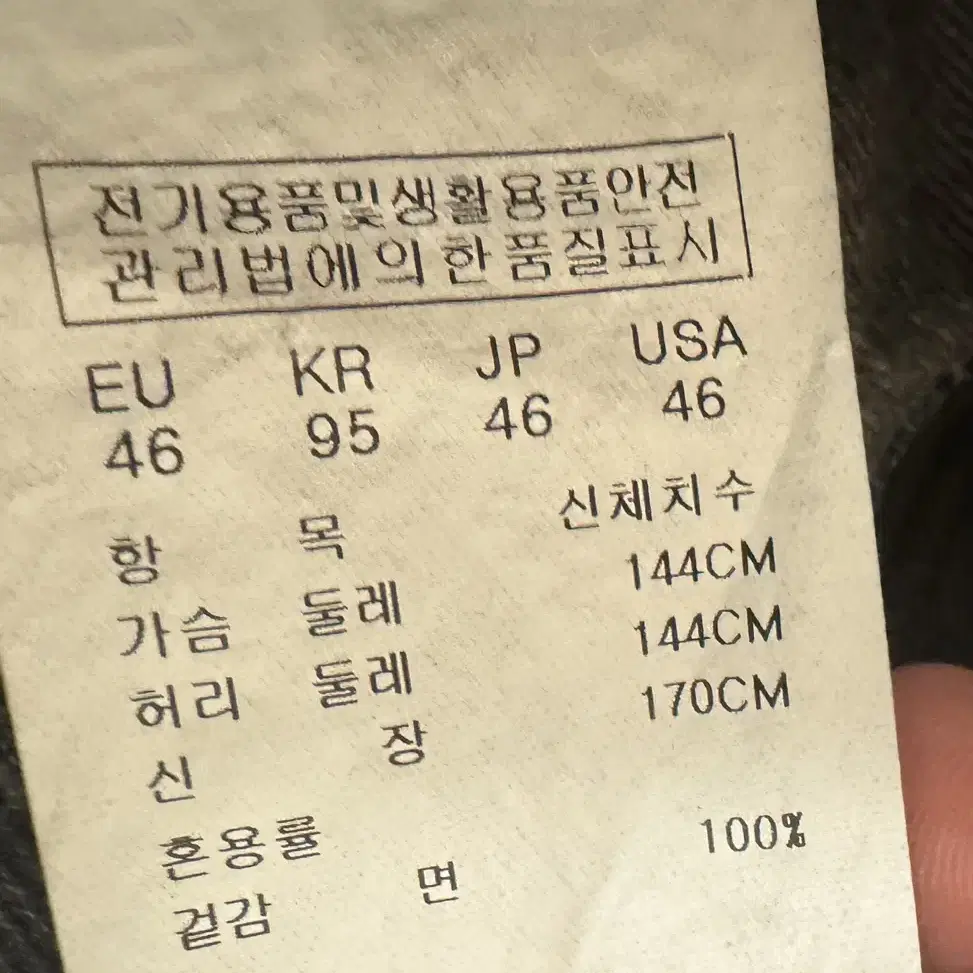 전기용품및생활용품안전
관리법에의한품질표시
EU KR JP USA
46 95 46 46
항 목 신체치수
가슴 둘레 144CM
허리 둘레 144CM
신 장 170CM
혼용률
겉감 면 100%